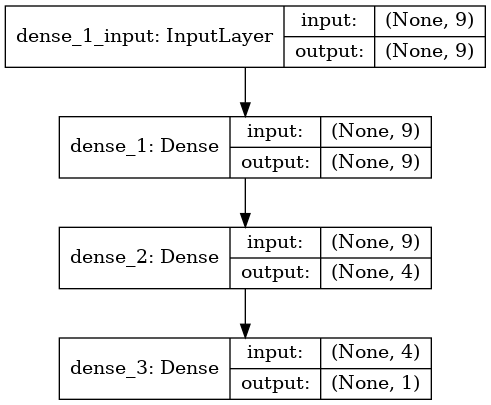 dense_1_input: InputLayer
input: (None, 9)
output: (None, 9)
dense_1: Dense
input: (None, 9)
output: (None, 9)
dense_2: Dense
input: (None, 9)
output: (None, 4)
dense_3: Dense
input: (None, 4)
output: (None, 1)